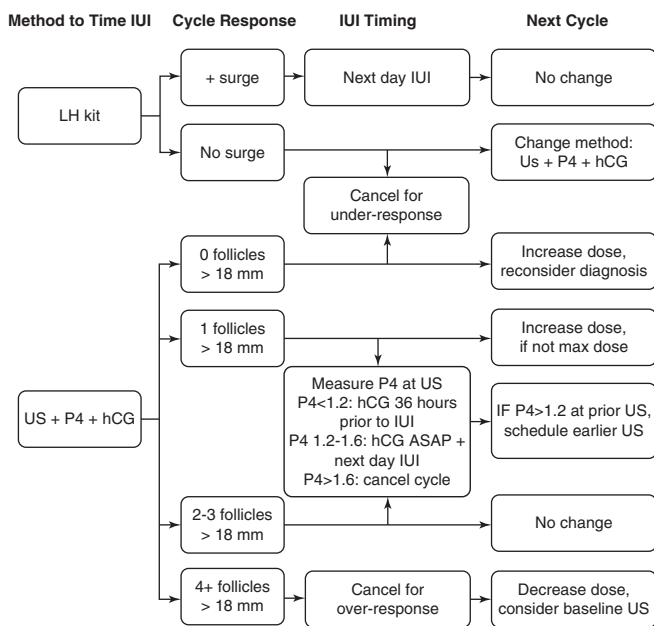 Method to Time IUI
Cycle Response
IUI Timing
Next Cycle
LH kit
+ surge
Next day IUI
No change
No surge
Change method:
Us + P4 + hCG
Cancel for
under-response
0 follicles
> 18 mm
Increase dose,
reconsider diagnosis
1 follicles
> 18 mm
Increase dose,
if not max dose
US + P4 + hCG
Measure P4 at US
P4<1.2: hCG 36 hours
prior to IUI
P4 1.2-1.6: hCG ASAP +
next day IUI
P4>1.6: cancel cycle
IF P4>1.2 at prior US,
schedule earlier US
2-3 follicles
> 18 mm
No change
4+ follicles
> 18 mm
Cancel for
over-response
Decrease dose,
consider baseline US